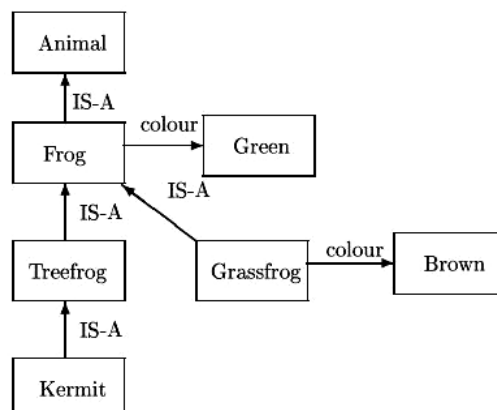 Animal
IS-A
colour
Frog
Green
IS-A
IS-A
colour
Treefrog
Grassfrog
Brown
IS-A
Kermit